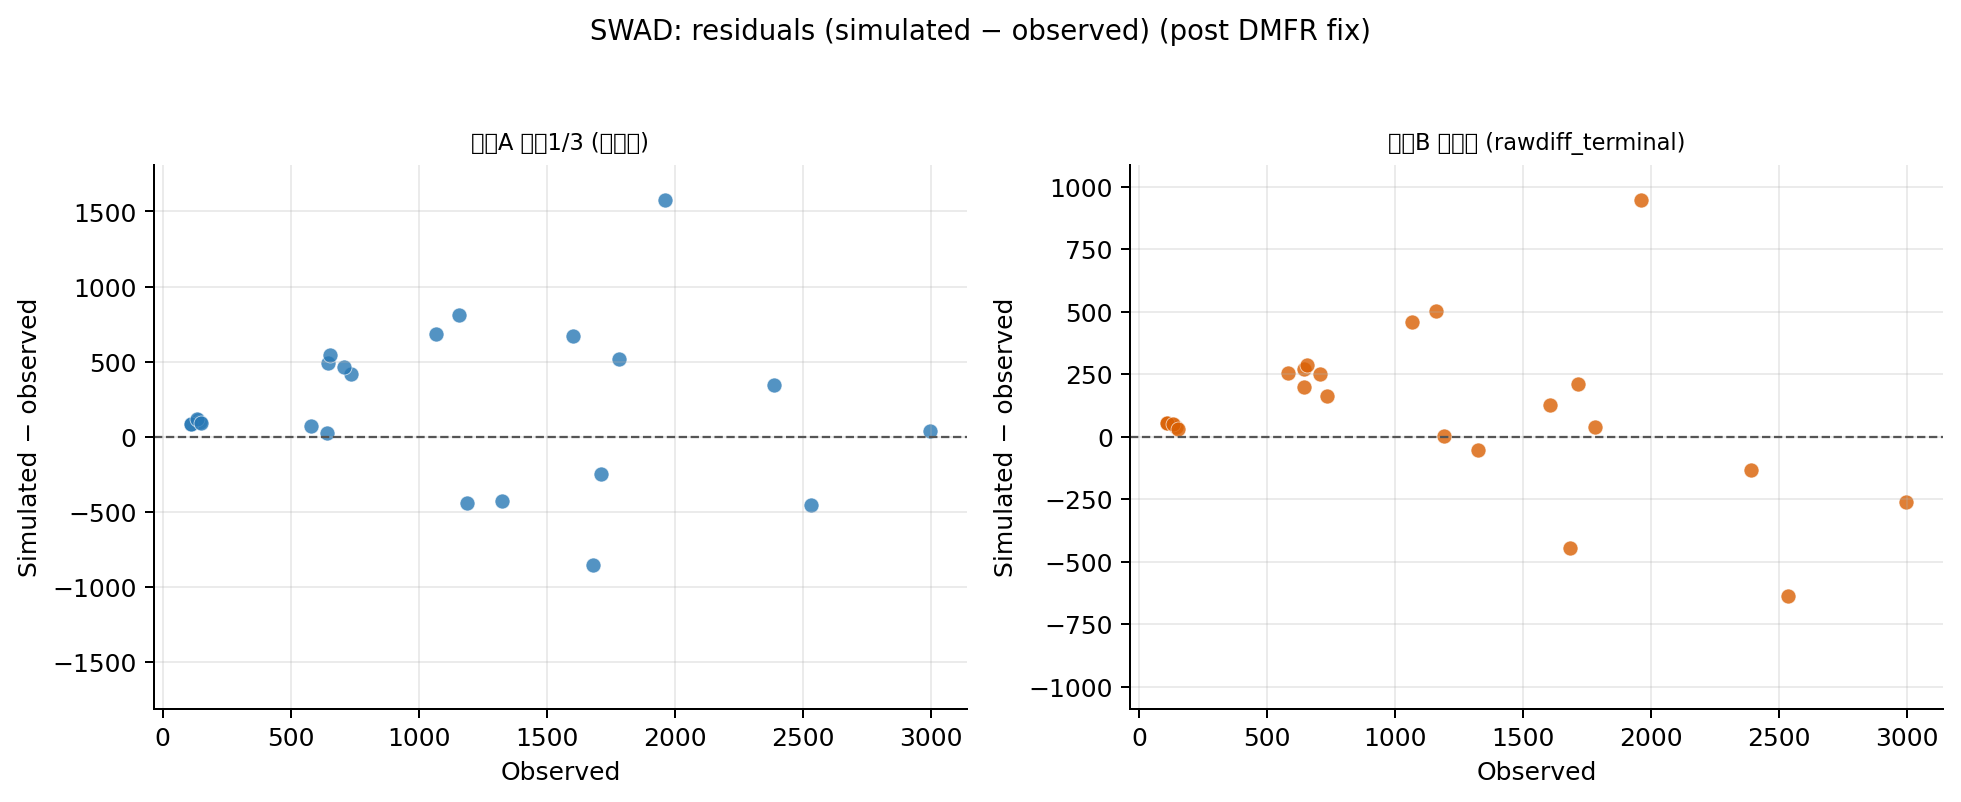 SWAD: residuals (simulated − observed) (post DMFR fix)
A 1/3
B (rawdiff_terminal)
Simulated − observed
1500
1000
500
0
−500
−1000
−1500
0 500 1000 1500 2000 2500 3000
Observed
Simulated − observed
1000
750
500
250
0
−250
−500
−750
−1000
0 500 1000 1500 2000 2500 3000
Observed